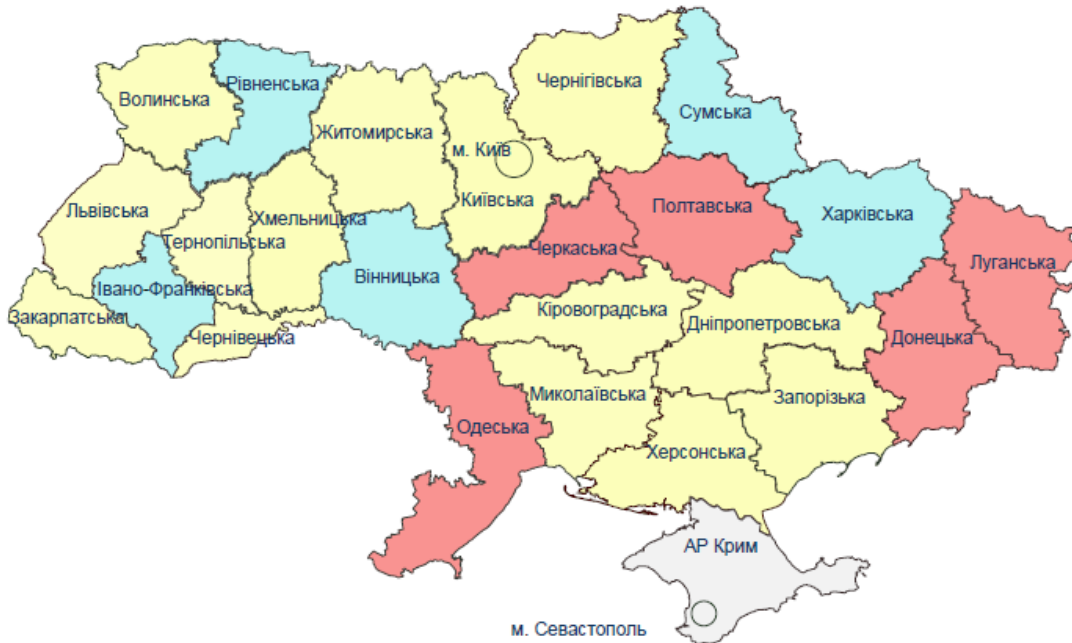 Чернігівська
Рівненська
Волинська
Сумська
Житомирська
м. Київ
Київська
Полтавська
Харківська
Львівська
Хмельницька
Тернопільська
Черкаська
Луганська
Вінницька
Івано-Франківська
Кіровоградська
Закарпатська
Дніпропетровська
Чернівецька
Донецька
Миколаївська
Запорізька
Одеська
Херсонська
АР Крим
м. Севастополь